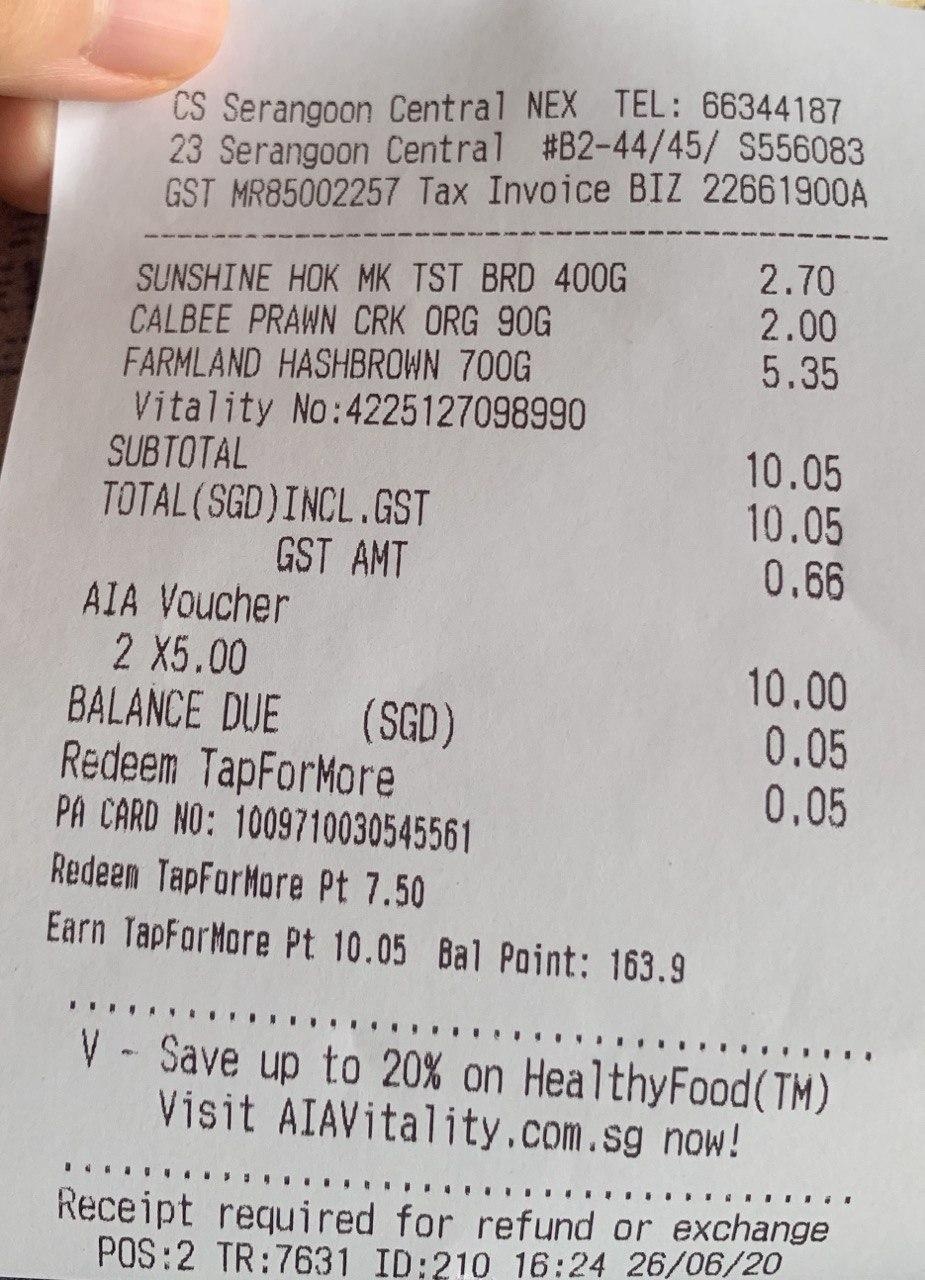 CS Serangoon Central NEX TEL: 66344187
23 Serangoon Central #B2-44/45/ S556083
GST MR85002257 Tax Invoice BIZ 22661900A
----------------------------------------
SUNSHINE HOK MK TST BRD 400G 2.70
CALBEE PRAWN CRK ORG 90G 2.00
FARMLAND HASHBROWN 700G 5.35
Vitality No:4225127098990
SUBTOTAL 10.05
TOTAL(SGD)INCL.GST 10.05
GST AMT 0.66
AIA Voucher
2 X5.00 10.00
BALANCE DUE (SGD) 0.05
Redeem TapForMore 0.05
PA CARD NO: 1009710030545561
Redeem TapForMore Pt 7.50
Earn TapForMore Pt 10.05 Bal Point: 163.9
........................................
V - Save up to 20% on HealthyFood(TM)
Visit AIAVitality.com.sg now!
........................................
Receipt required for refund or exchange
POS:2 TR:7631 ID:210 16:24 26/06/20